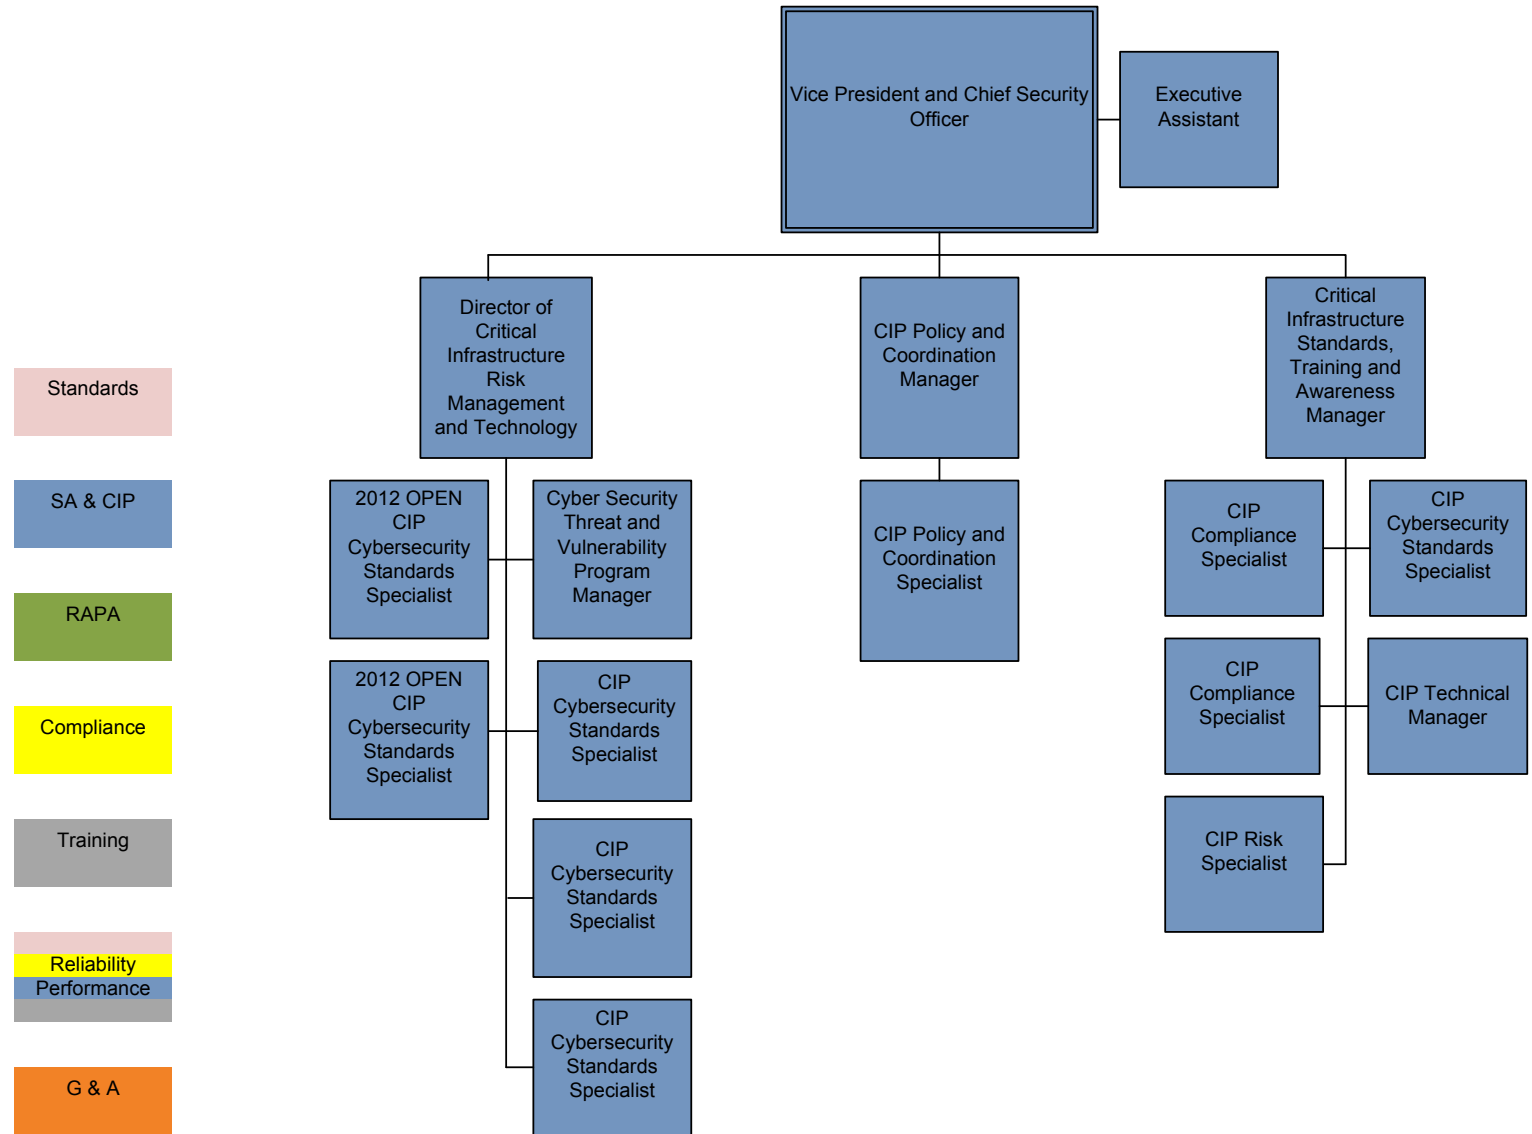 Vice President and Chief Security
Officer
Executive
Assistant
Director of
Critical
Infrastructure
Risk
Management
and Technology
CIP Policy and
Coordination
Manager
Critical
Infrastructure
Standards,
Training and
Awareness
Manager
Standards
SA & CIP
RAPA
Compliance
Training
Reliability
Performance
G & A
2012 OPEN
CIP
Cybersecurity
Standards
Specialist
Cyber Security
Threat and
Vulnerability
Program
Manager
2012 OPEN
CIP
Cybersecurity
Standards
Specialist
CIP
Cybersecurity
Standards
Specialist
CIP
Cybersecurity
Standards
Specialist
CIP
Cybersecurity
Standards
Specialist
CIP Policy and
Coordination
Specialist
CIP
Compliance
Specialist
CIP
Cybersecurity
Standards
Specialist
CIP
Compliance
Specialist
CIP Technical
Manager
CIP Risk
Specialist